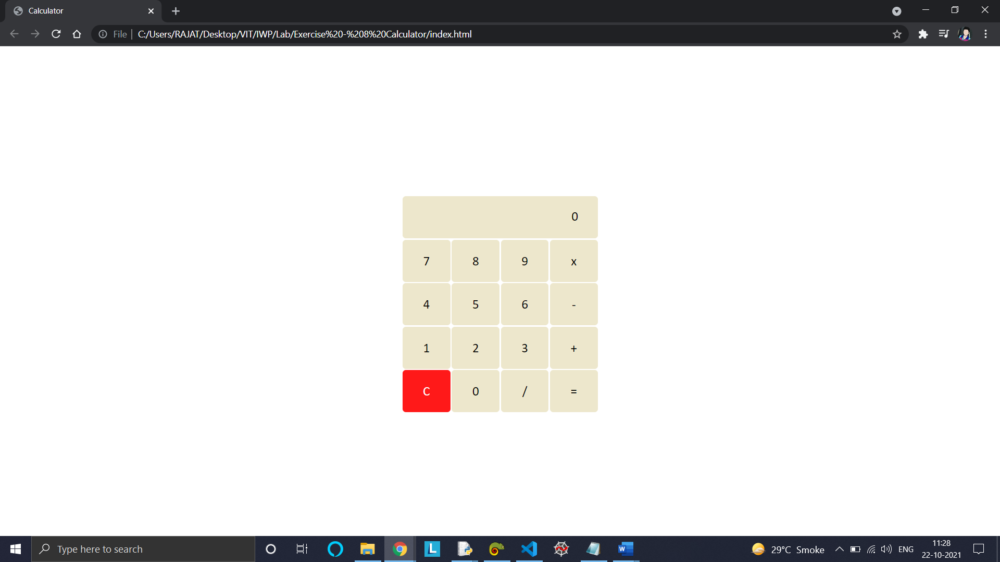 Calculator
File
C:/Users/RAJAT/Desktop/VIT/IWP/Lab/Exercise%20-%208%20Calculator/index.html
0
7 8 9 x
4 5 6 -
1 2 3 +
C 0 / =
Type here to search
L
W
29°C Smoke
ENG
11:28
22-10-2021